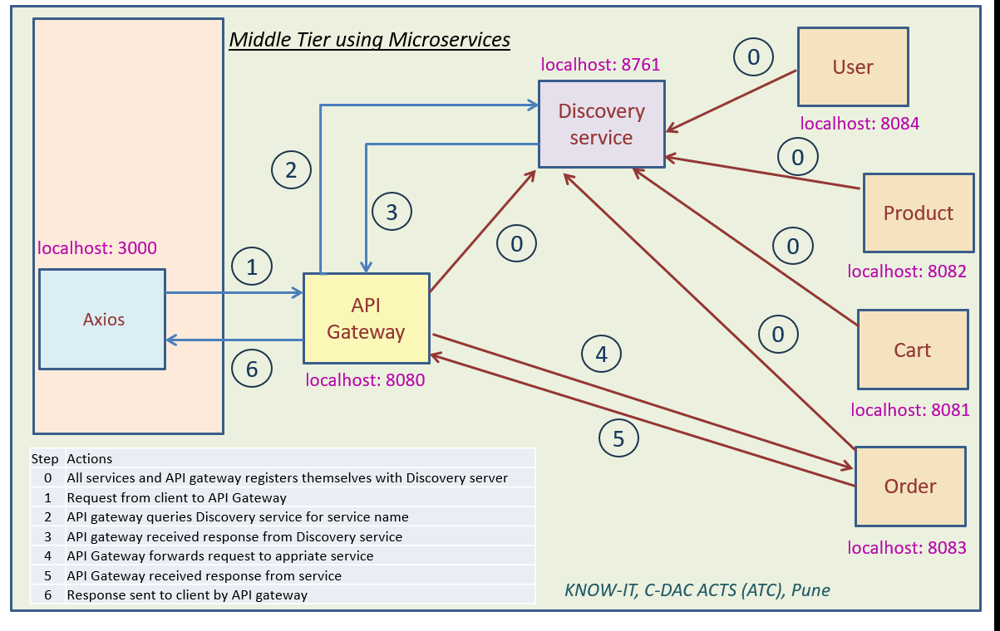 Middle Tier using Microservices
localhost: 8761
Discovery
service
0
User
localhost: 8084
0
Product
localhost: 8082
0
Cart
localhost: 8081
0
Order
localhost: 8083
2
3
0
localhost: 3000
Axios
1
6
API
Gateway
localhost: 8080
4
5
Step Actions
0 All services and API gateway registers themselves with Discovery server
1 Request from client to API Gateway
2 API gateway queries Discovery service for service name
3 API gateway received response from Discovery service
4 API Gateway forwards request to appriate service
5 API Gateway received response from service
6 Response sent to client by API gateway
KNOW-IT, C-DAC ACTS (ATC), Pune